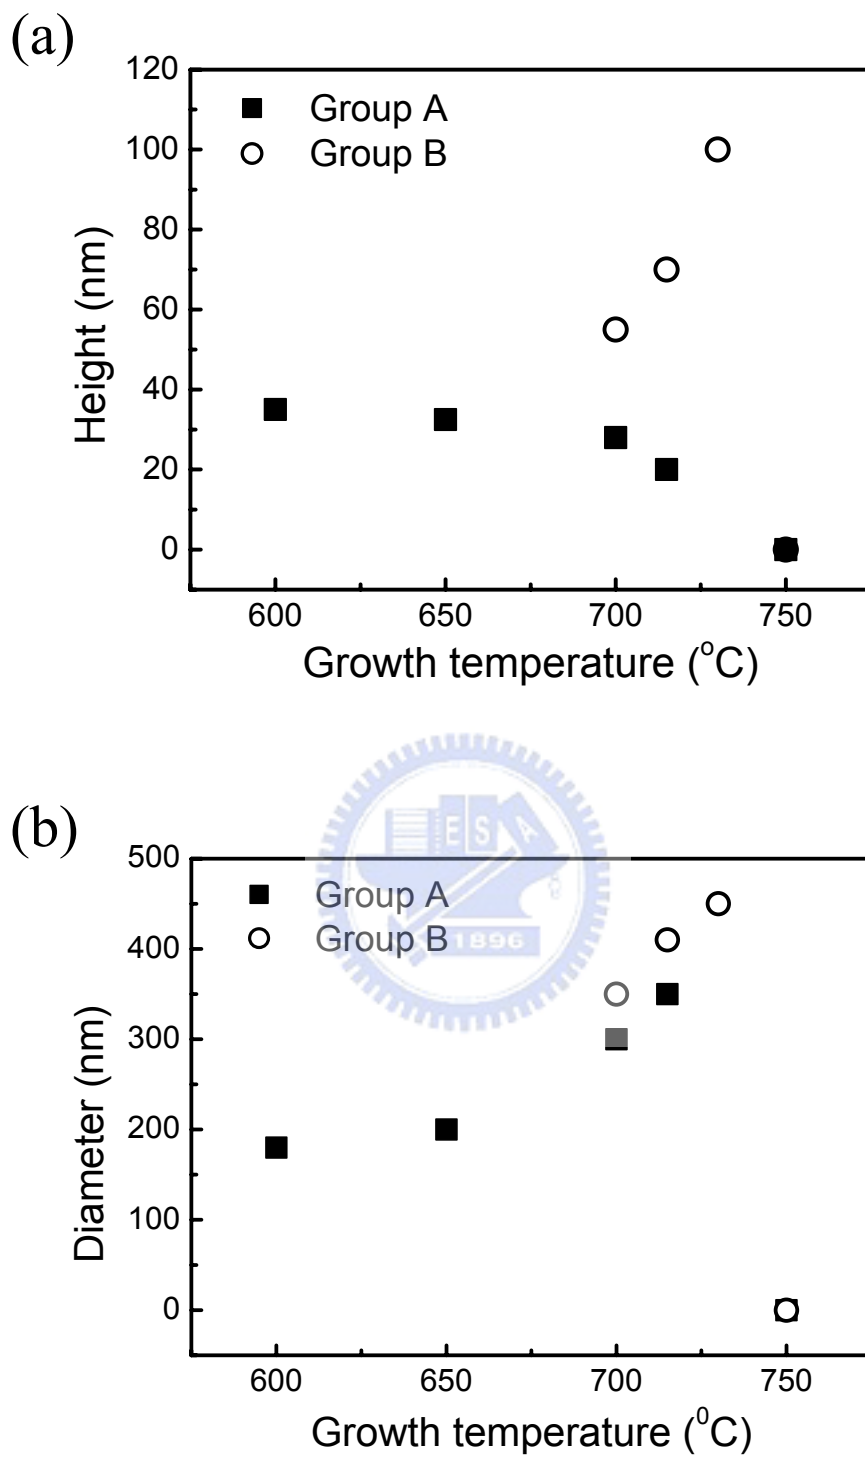 (a)
120
100
80
60
40
20
0
Height (nm)
Group A
Group B
600 650 700 750
Growth temperature (°C)
(b)
500
400
300
200
100
0
Diameter (nm)
Group A
Group B
E S A
1896
600 650 700 750
Growth temperature (⁰C)